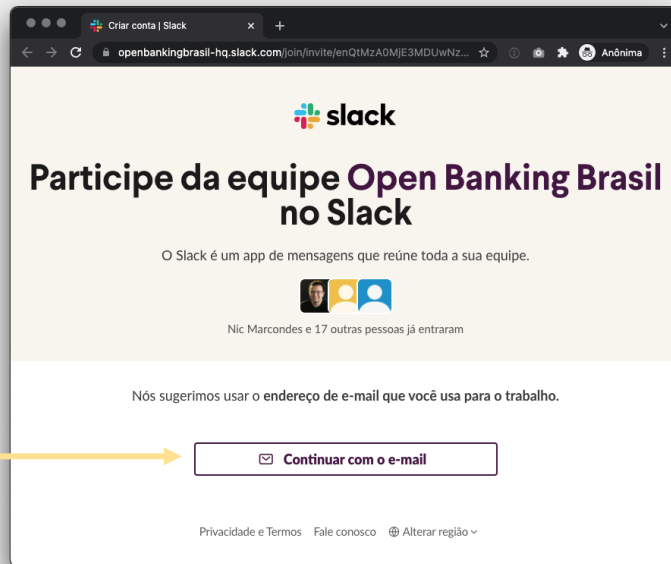 Criar conta | Slack
openbankingbrasil-hq.slack.com/join/invite/enQtMzA0MjE3MDUwNz...
Anônima
slack
Participe da equipe Open Banking Brasil
no Slack
O Slack é um app de mensagens que reúne toda a sua equipe.
Nic Marcondes e 17 outras pessoas já entraram
Nós sugerimos usar o endereço de e-mail que você usa para o trabalho.
Continuar com o e-mail
Privacidade e Termos Fale conosco Alterar região